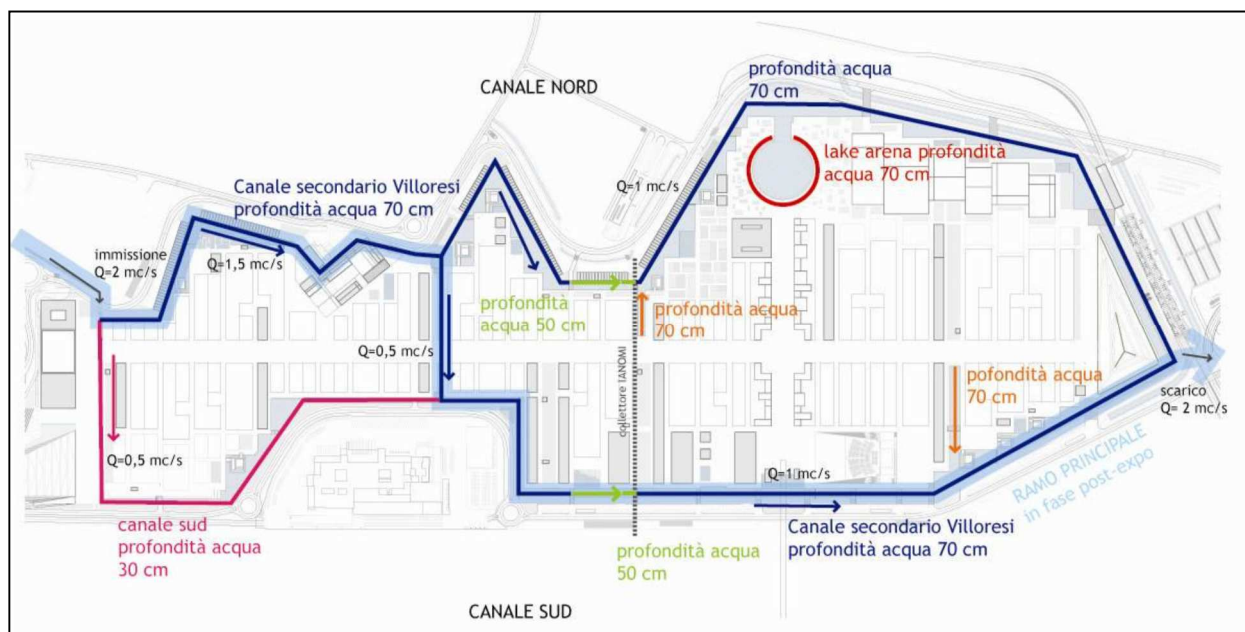 profondità acqua
70 cm
CANALE NORD
lake arena profondità
acqua 70 cm
Q=1 mc/s
Canale secondario Villoresi
profondità acqua 70 cm
immissione
Q=2 mc/s
Q=1,5 mc/s
profondità
acqua 50 cm
profondità acqua
70 cm
Q=0,5 mc/s
collettore IANOMI
pofondità acqua
70 cm
scarico
Q= 2 mc/s
Q=0,5 mc/s
Q=1 mc/s
RAMO PRINCIPALE
in fase post-expo
canale sud
profondità acqua
30 cm
Canale secondario Villoresi
profondità acqua 70 cm
profondità acqua
50 cm
CANALE SUD